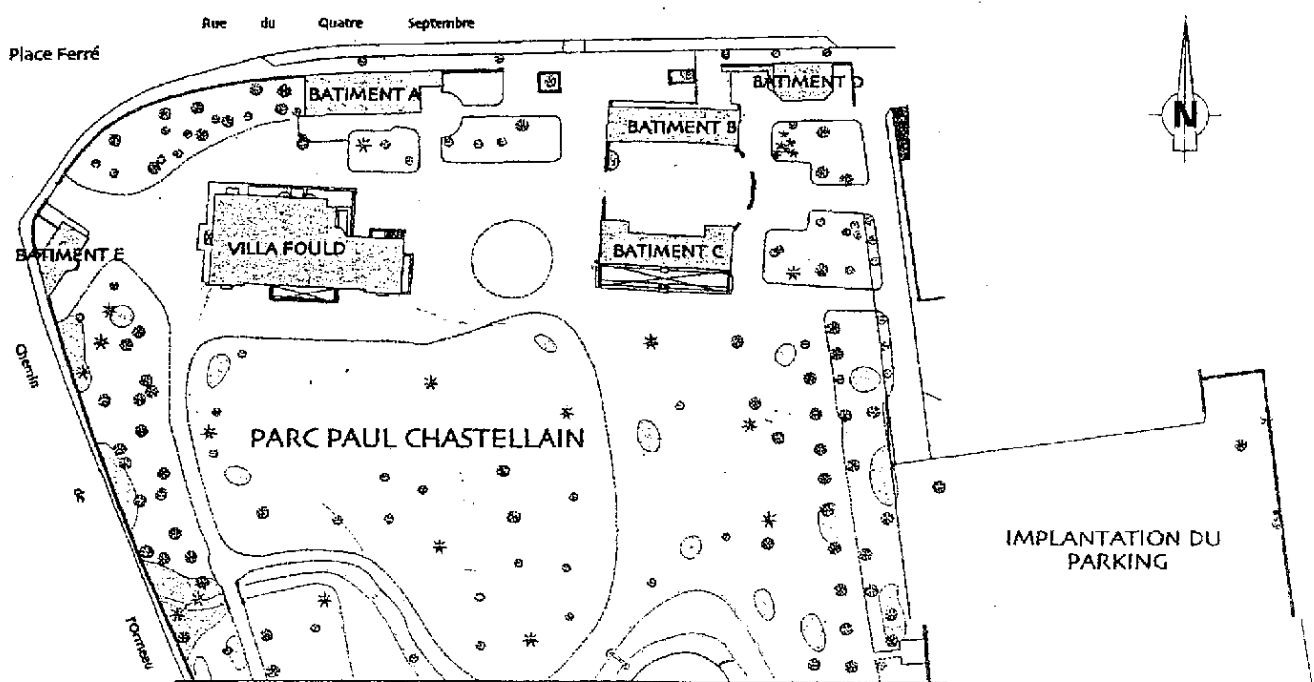 Rue du Quatre Septembre
Place Ferré
BATIMENT A
BATIMENT D
BATIMENT B
N
BATIMENT E
VILLA FOULD
BATIMENT C
Chemin
de
l'Ormeau
PARC PAUL CHASTELLAIN
IMPLANTATION DU
PARKING